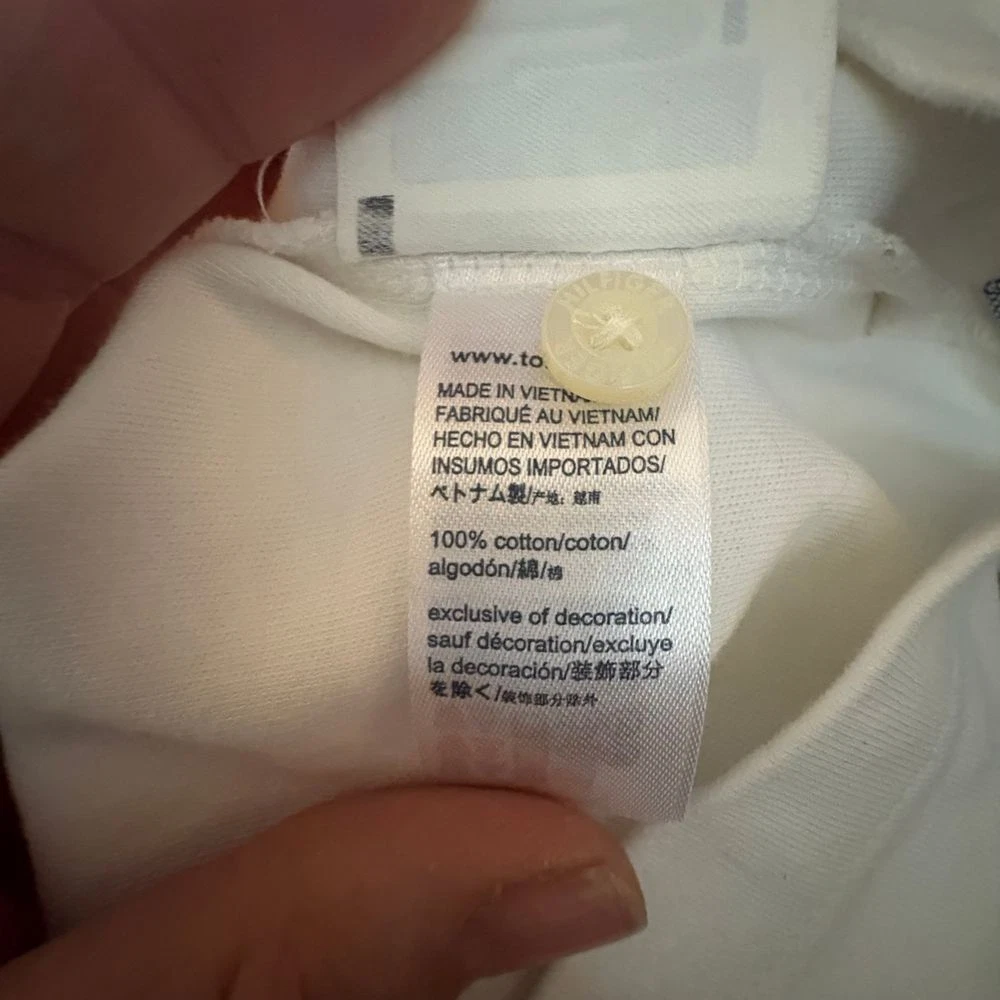 HILFIGER
www.to
MADE IN VIETNA
FABRIQUÉ AU VIETNAM/
HECHO EN VIETNAM CON
INSUMOS IMPORTADOS/
ベトナム製/产地: 越南
100% cotton/coton/
algodón/綿/棉
exclusive of decoration/
sauf décoration/excluye
la decoración/装飾部分
を除く/装饰部分除外